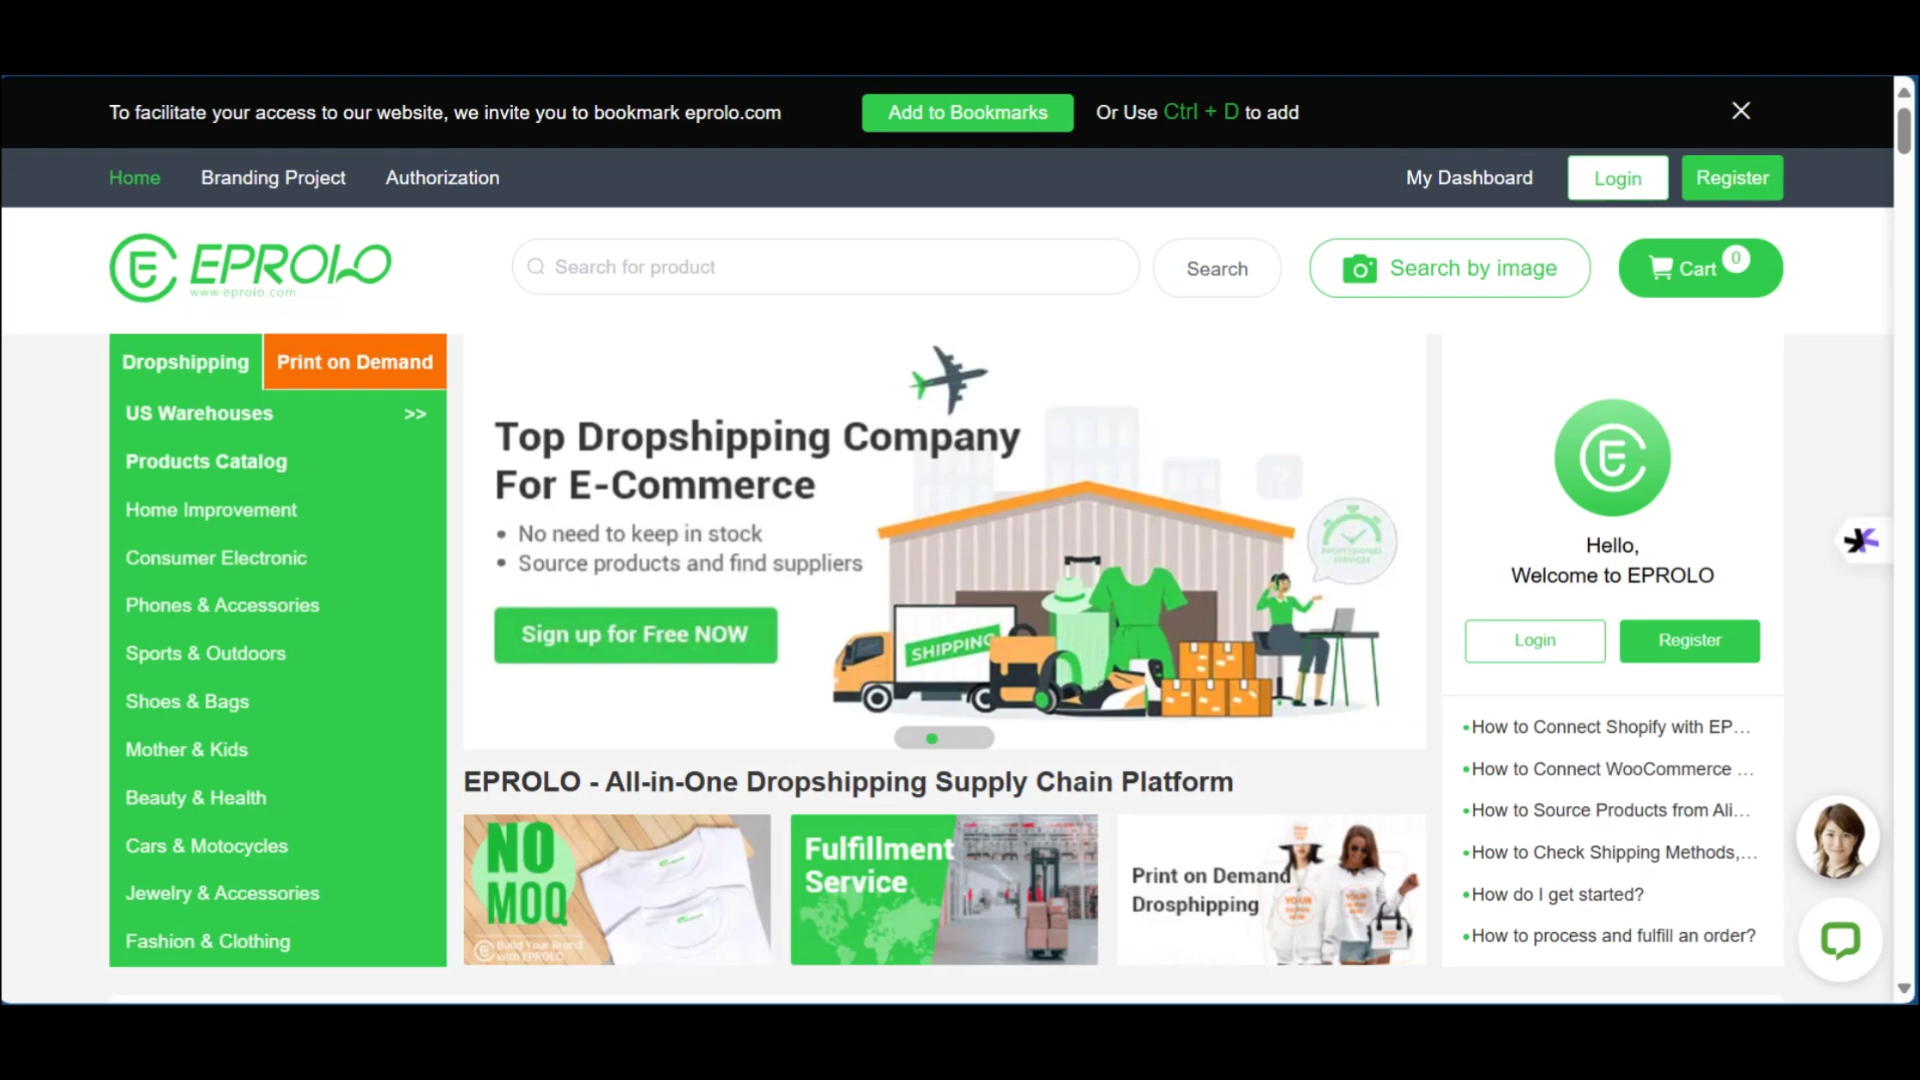 To facilitate your access to our website, we invite you to bookmark eprolo.com
Add to Bookmarks
Or Use Ctrl + D to add
Home
Branding Project
Authorization
My Dashboard
Login
Register
EPROLO
www.eprolo.com
Search for product
Search
Search by image
Cart
0
Dropshipping
Print on Demand
US Warehouses >>
Products Catalog
Home Improvement
Consumer Electronic
Phones & Accessories
Sports & Outdoors
Shoes & Bags
Mother & Kids
Beauty & Health
Cars & Motocycles
Jewelry & Accessories
Fashion & Clothing
Top Dropshipping Company
For E-Commerce
• No need to keep in stock
• Source products and find suppliers
Sign up for Free NOW
SHIPPING
PROFESSIONAL
SERVICES
EPROLO - All-in-One Dropshipping Supply Chain Platform
NO
MOQ
Build Your Brand
with EPROLO
Fulfillment
Service
Print on Demand
Drosphipping
YOUR
YOUR
Hello,
Welcome to EPROLO
Login
Register
•How to Connect Shopify with EP...
•How to Connect WooCommerce ...
•How to Source Products from Ali...
•How to Check Shipping Methods,...
•How do I get started?
•How to process and fulfill an order?